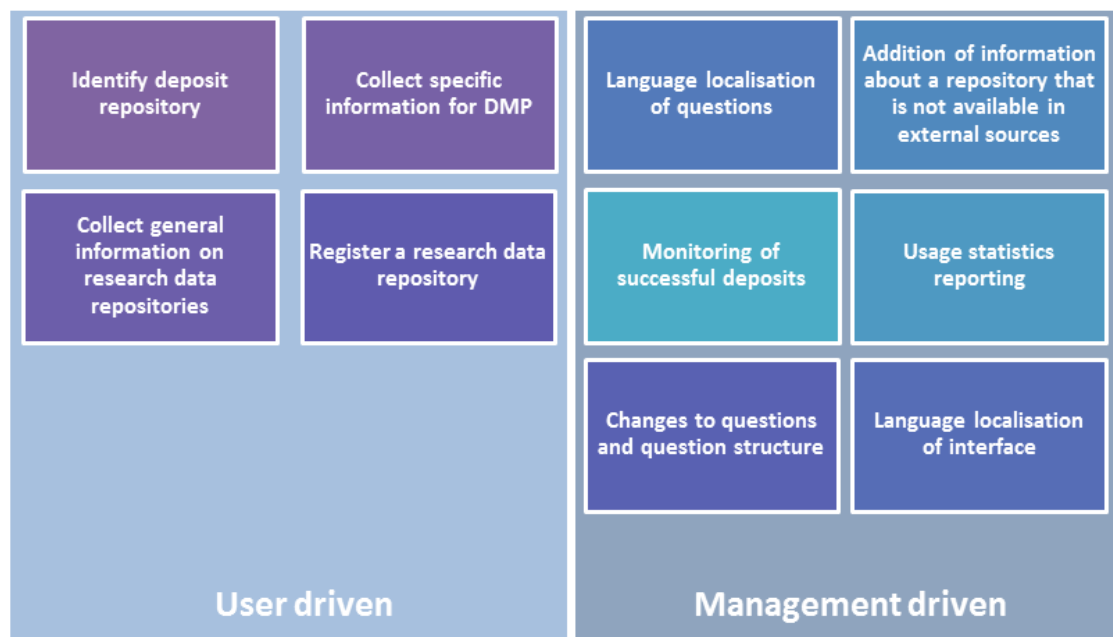 Identify deposit
repository
Collect specific
information for DMP
Collect general
information on
research data
repositories
Register a research data
repository
User driven
Language localisation
of questions
Addition of information
about a repository that
is not available in
external sources
Monitoring of
successful deposits
Usage statistics
reporting
Changes to questions
and question structure
Language localisation
of interface
Management driven